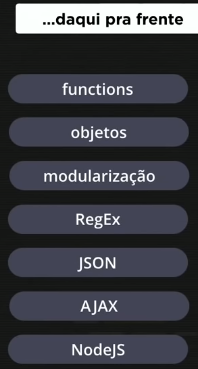 ...daqui pra frente
functions
objetos
modularização
RegEx
JSON
AJAX
NodeJS